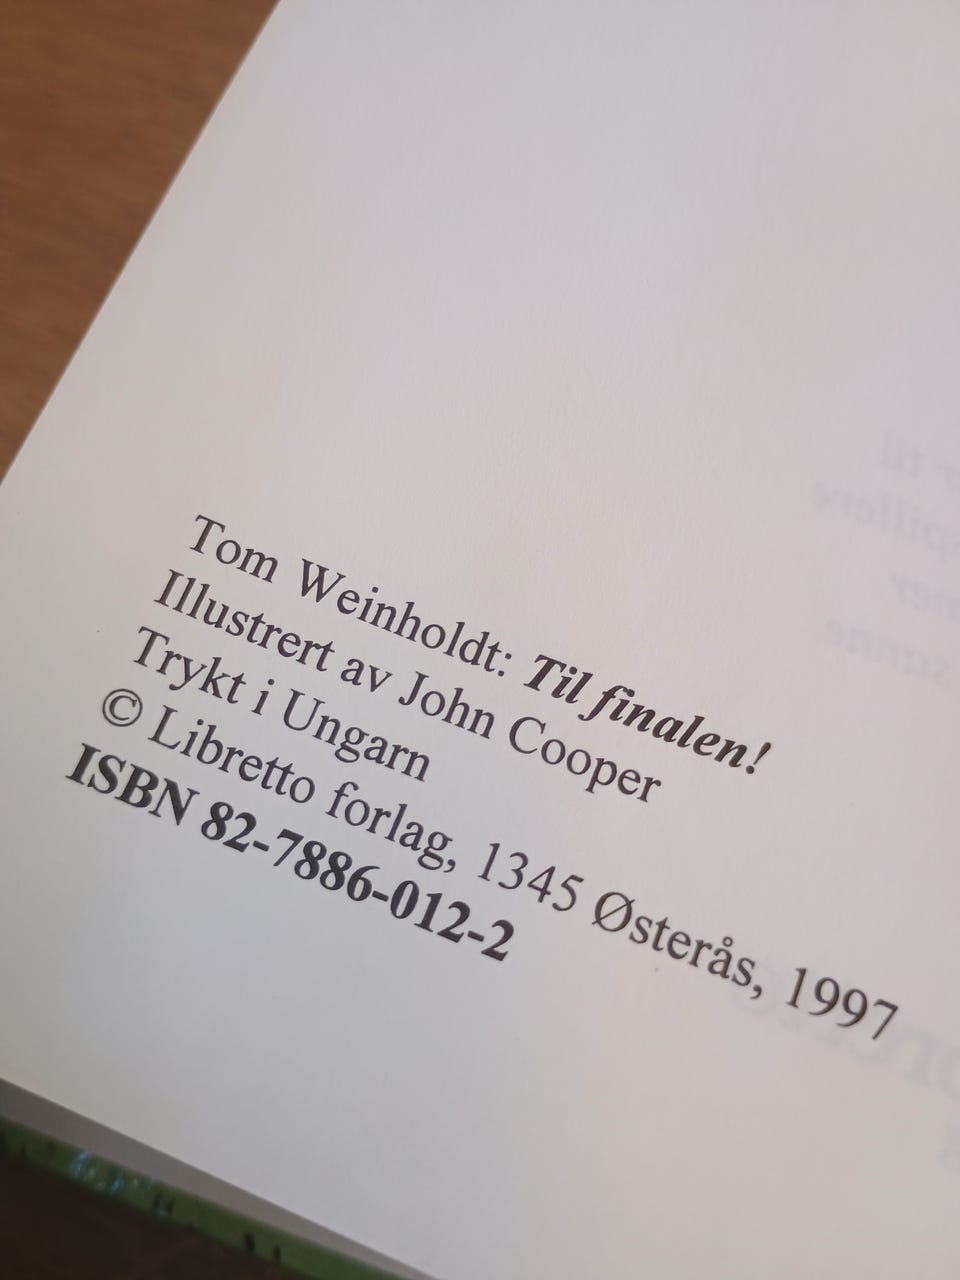 Tom Weinholdt: Til finalen!
Illustrert av John Cooper
Trykt i Ungarn
© Libretto forlag, 1345 Østerås, 1997
ISBN 82-7886-012-2